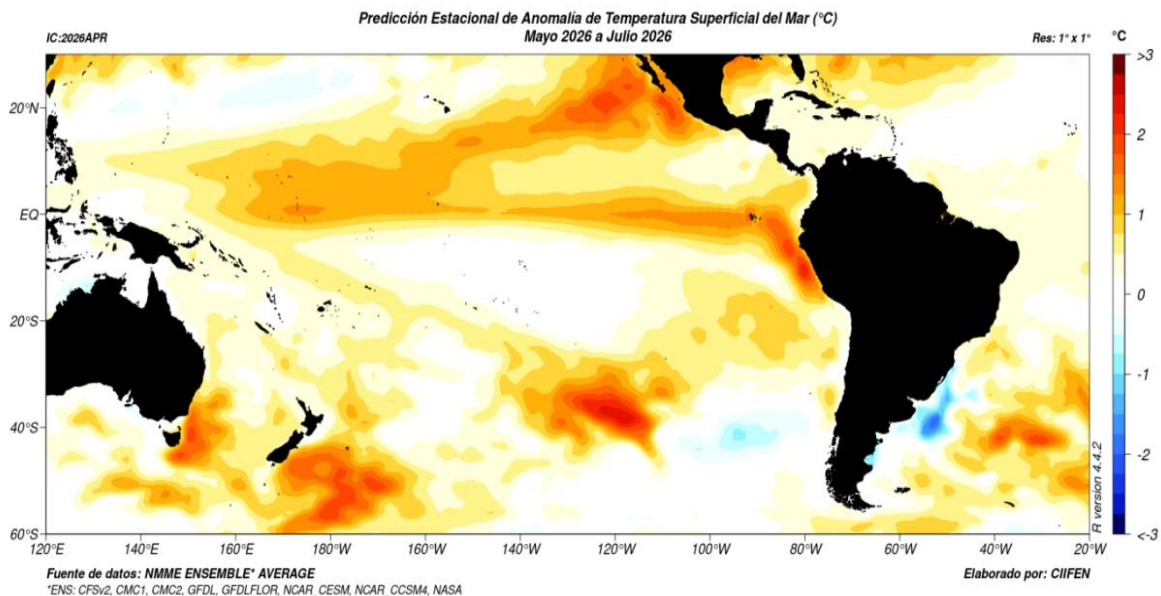 Predicción Estacional de Anomalía de Temperatura Superficial del Mar (°C)
Mayo 2026 a Julio 2026
IC:2026APR
Res: 1° x 1°
°C
>3
2
1
0
-1
-2
<-3
20°N
EQ
20°S
40°S
60°S
120°E
140°E
160°E
180°W
160°W
140°W
120°W
100°W
80°W
60°W
40°W
20°W
R version 4.4.2
Fuente de datos: NMME ENSEMBLE* AVERAGE
Elaborado por: CIIFEN
*ENS: CFSv2, CMC1, CMC2, GFDL, GFDLFLOR, NCAR_CESM, NCAR_CCSM4, NASA